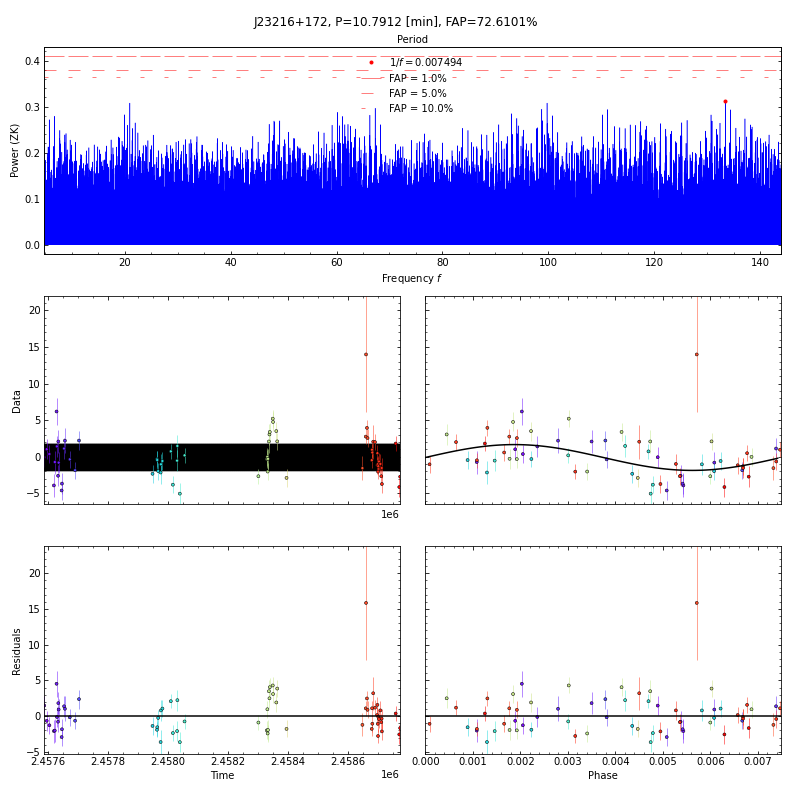 J23216+172, P=10.7912 [min], FAP=72.6101%
Period
0.4
0.3
0.2
0.1
0.0
Power (ZK)
1/f = 0.007494
FAP = 1.0%
FAP = 5.0%
FAP = 10.0%
20 40 60 80 100 120 140
Frequency f
20
15
10
5
0
−5
Data
1e6
20
15
10
5
0
−5
Residuals
2.4576 2.4578 2.4580 2.4582 2.4584 2.4586
Time
1e6
0.000 0.001 0.002 0.003 0.004 0.005 0.006 0.007
Phase